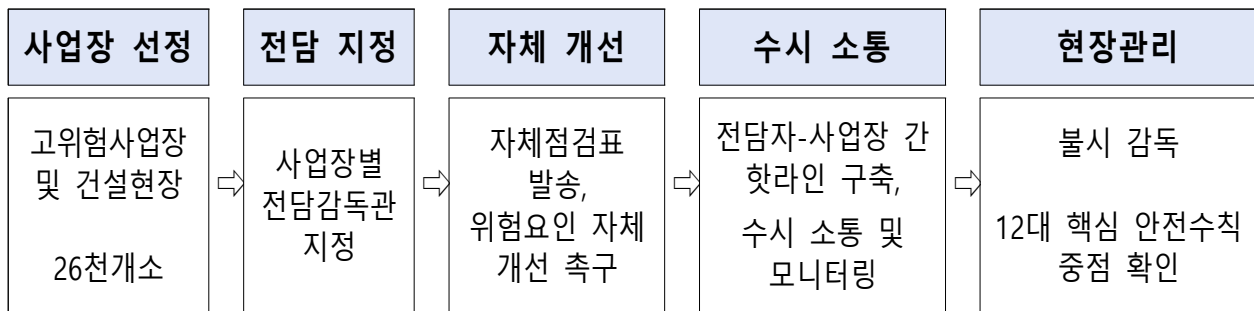 사업장 선정
전담 지정
자체 개선
수시 소통
현장관리
고위험사업장
및 건설현장
26천개소
⇨
사업장별
전담감독관
지정
⇨
자체점검표
발송,
위험요인 자체
개선 촉구
⇨
전담자-사업장 간
핫라인 구축,
수시 소통 및
모니터링
⇨
불시 감독
12대 핵심 안전수칙
중점 확인